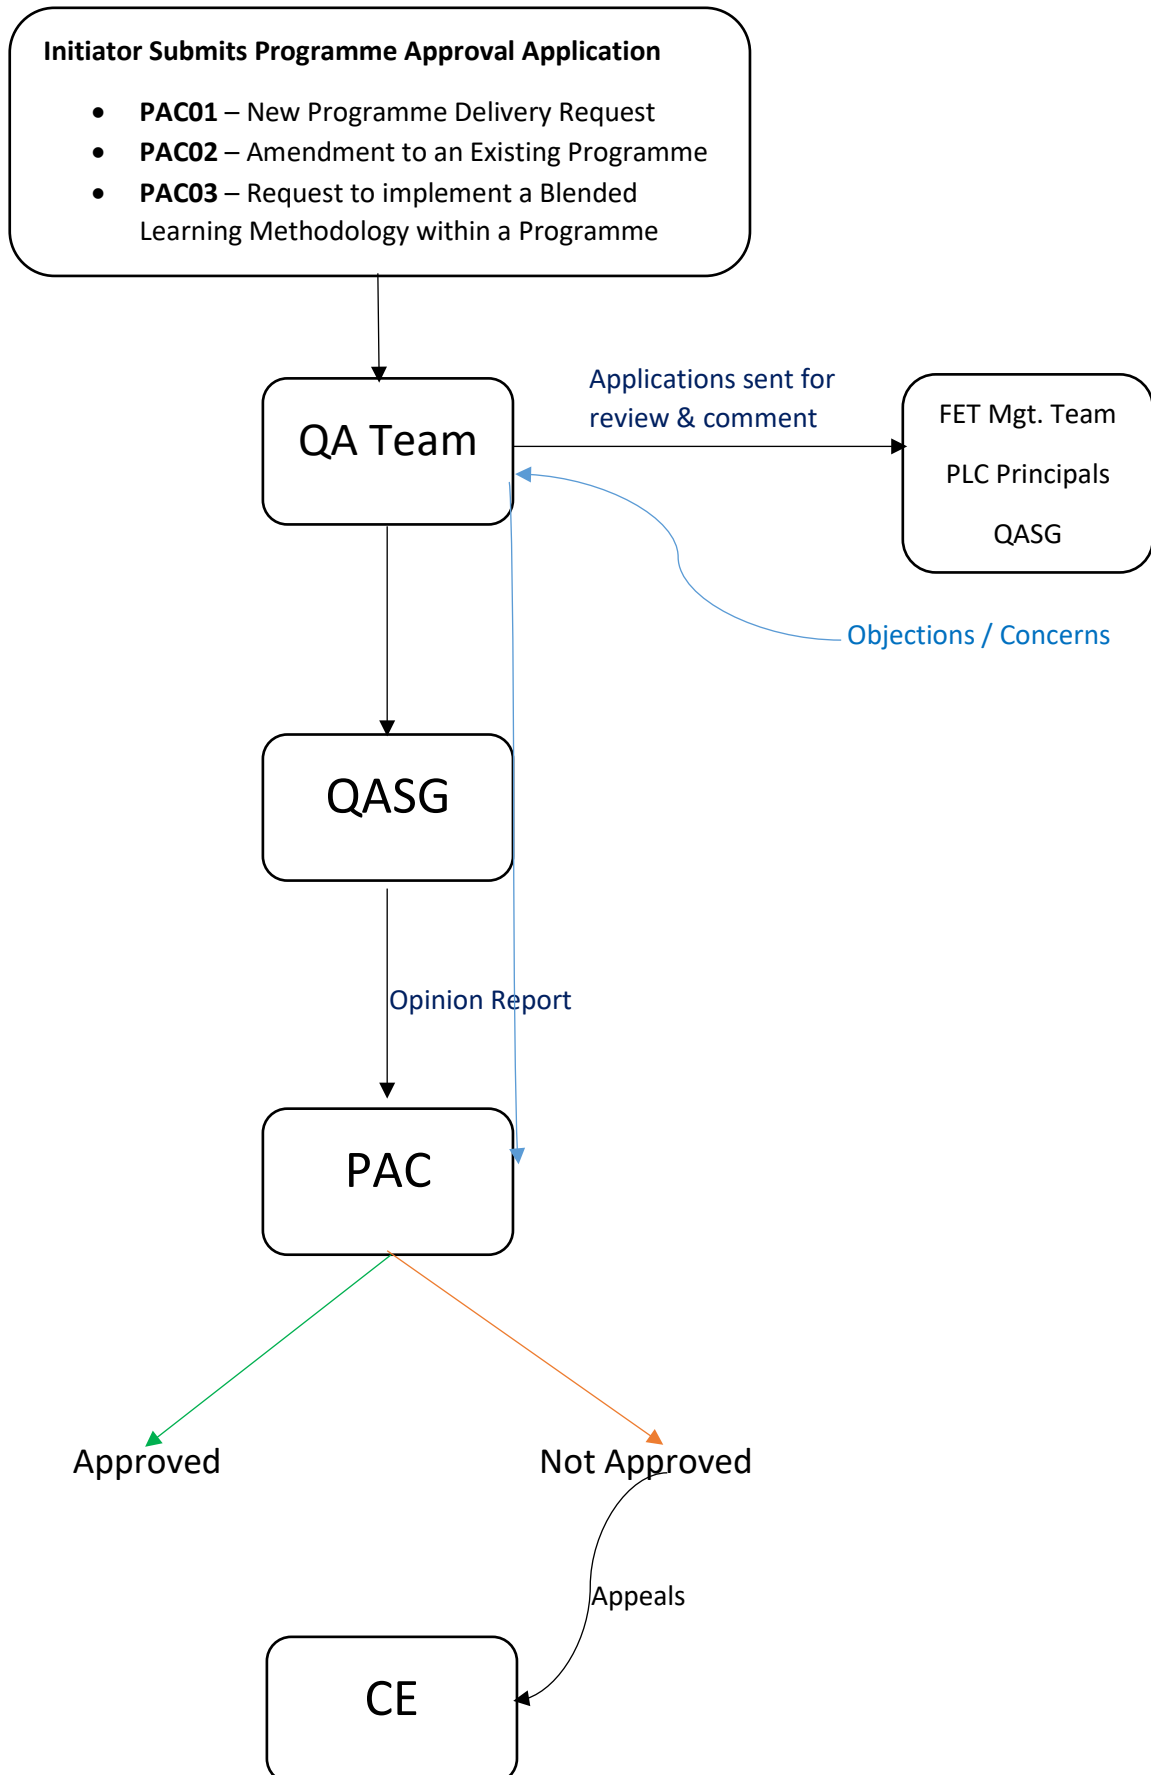 Initiator Submits Programme Approval Application
• PAC01 – New Programme Delivery Request
• PAC02 – Amendment to an Existing Programme
• PAC03 – Request to implement a Blended
Learning Methodology within a Programme
QA Team
Applications sent for
review & comment
FET Mgt. Team
PLC Principals
QASG
Objections / Concerns
QASG
Opinion Report
PAC
Approved
Not Approved
Appeals
CE